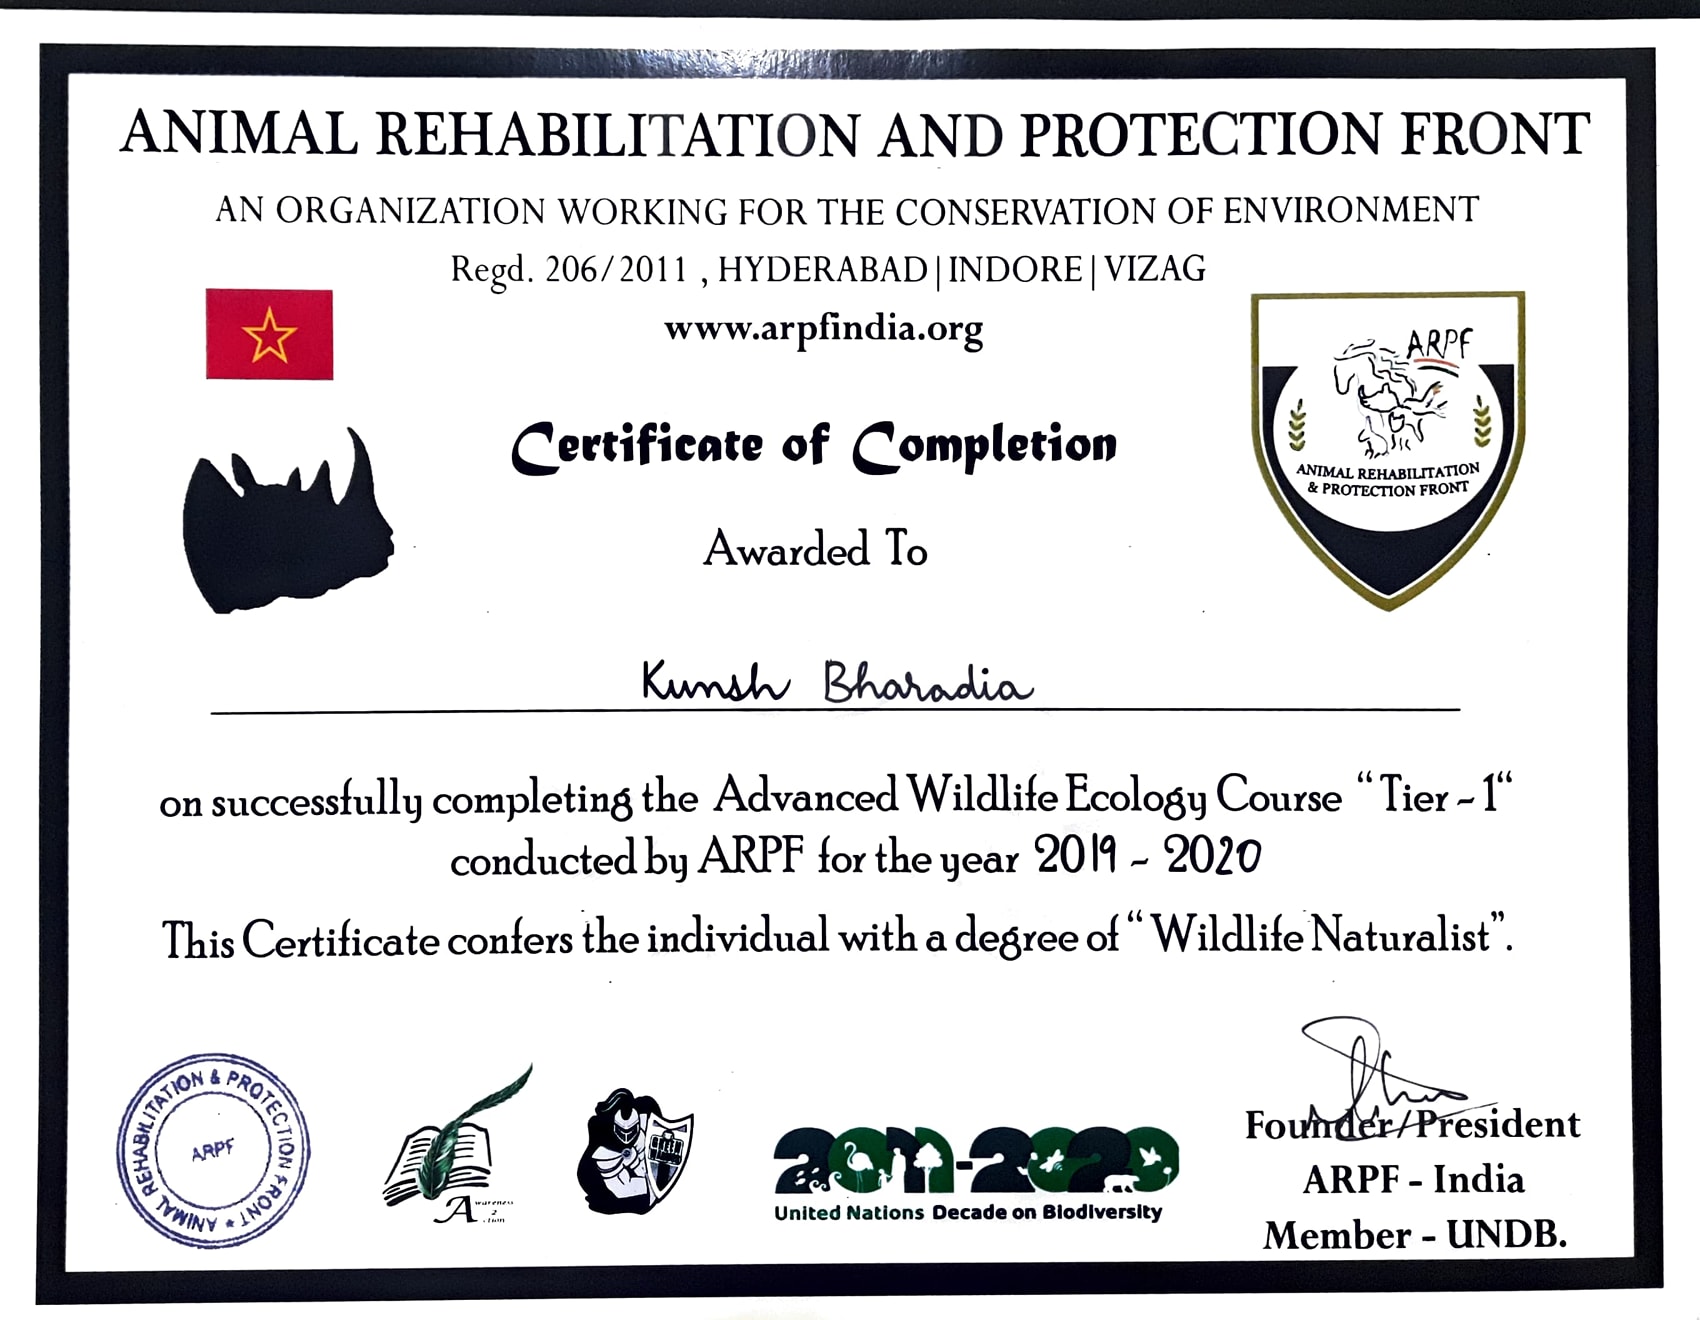 ANIMAL REHABILITATION AND PROTECTION FRONT
AN ORGANIZATION WORKING FOR THE CONSERVATION OF ENVIRONMENT
Regd. 206/2011 , HYDERABAD|INDORE|VIZAG
www.arpfindia.org
ARPF
ANIMAL REHABILITATION
& PROTECTION FRONT
Certificate of Completion
Awarded To
Kunsh Bharadia
on successfully completing the Advanced Wildlife Ecology Course “Tier-1“
conducted by ARPF for the year 2019 - 2020
This Certificate confers the individual with a degree of “Wildlife Naturalist”.
ANIMAL REHABILITATION & PROTECTION FRONT ★
ARPF
Awareness
2
2011-2020
United Nations Decade on Biodiversity
Founder/President
ARPF - India
Member - UNDB.